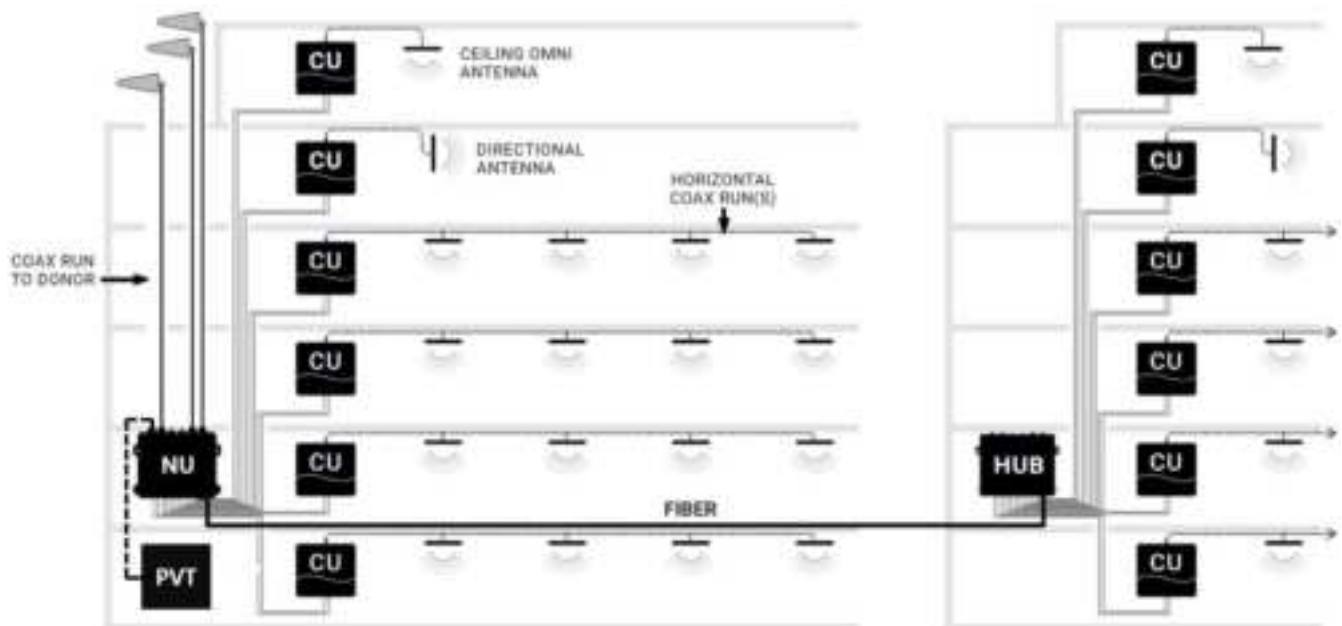 CU
CEILING OMNI
ANTENNA
CU
CU
DIRECTIONAL
ANTENNA
CU
HORIZONTAL
COAX RUN(S)
COAX RUN
TO DONOR
CU
CU
CU
CU
NU
CU
HUB
CU
FIBER
PVT
CU
CU